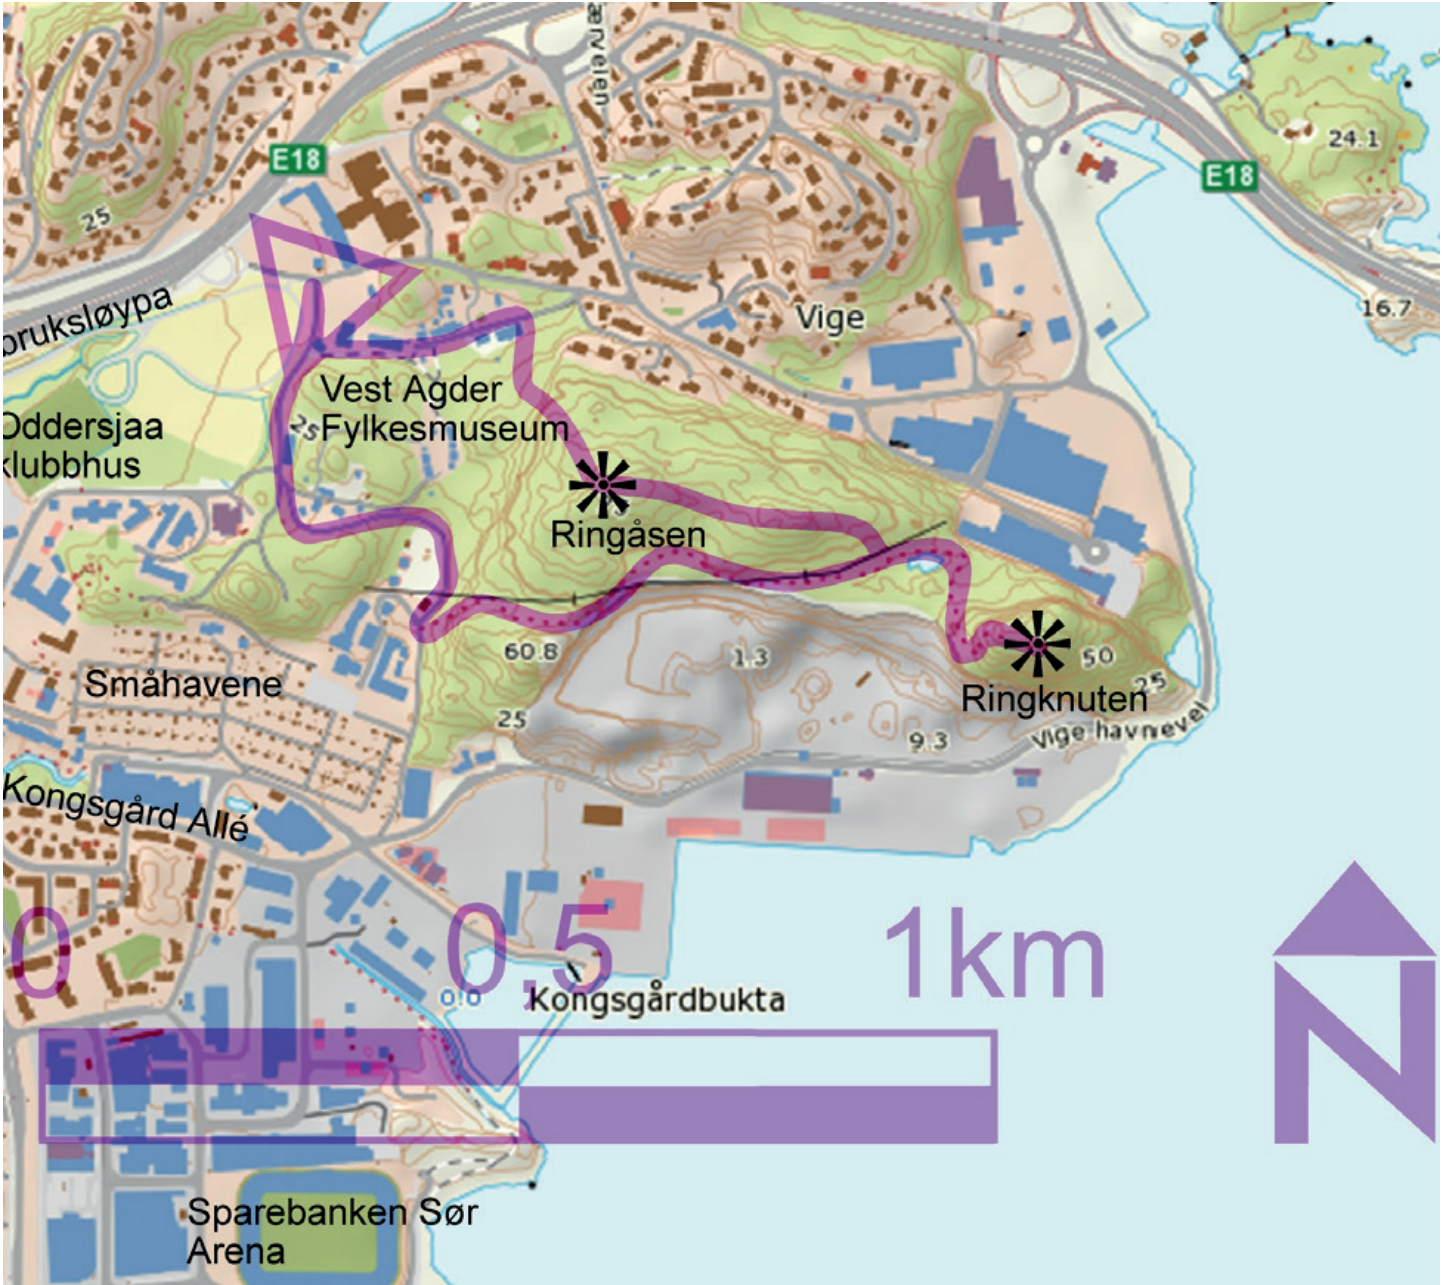 E18
24.1
E18
25
16.7
bruksløypa
Vige
Vest Agder
Fylkesmuseum
25
Oddersjaa
klubbhus
Ringåsen
60.8
1.3
50
25
Småhavene
Ringknuten
25
9.3
Vige havnevei
Kongsgård Allé
0
0,5
1km
0.0
Kongsgårdbukta
N
Sparebanken Sør
Arena